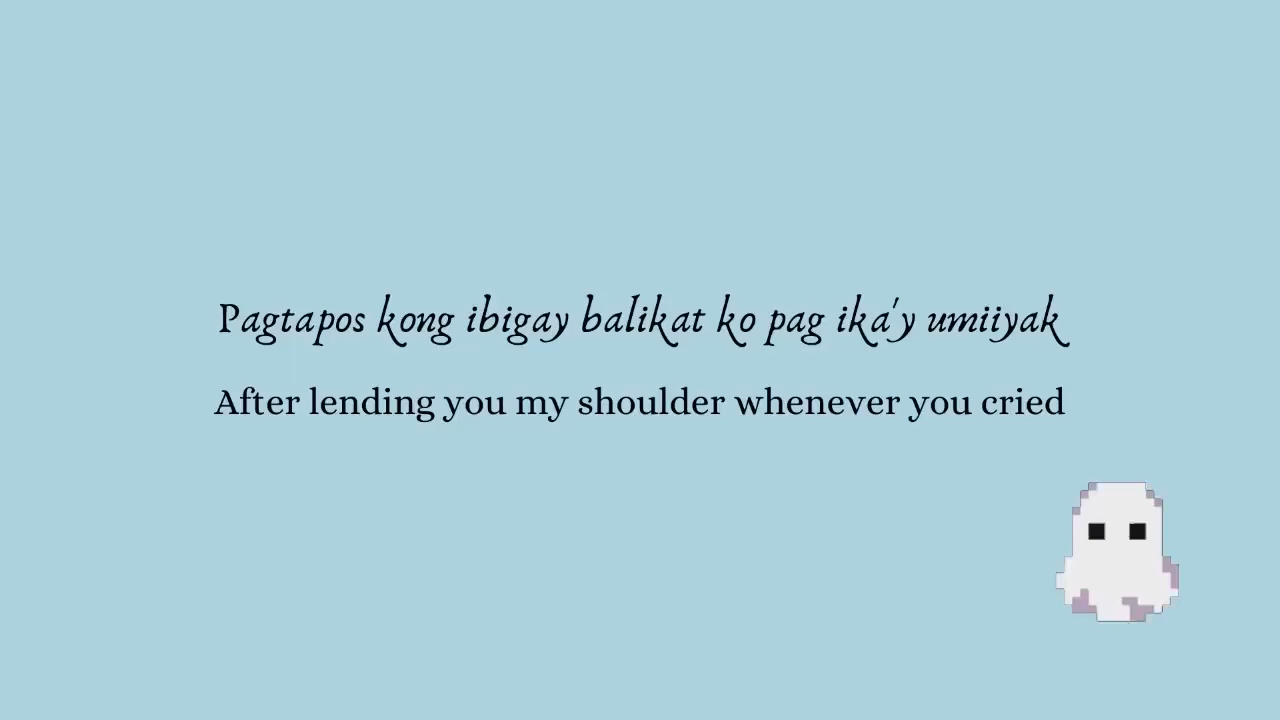 Pagtapos kong ibigay balikat ko pag ika'y umiiyak
After lending you my shoulder whenever you cried